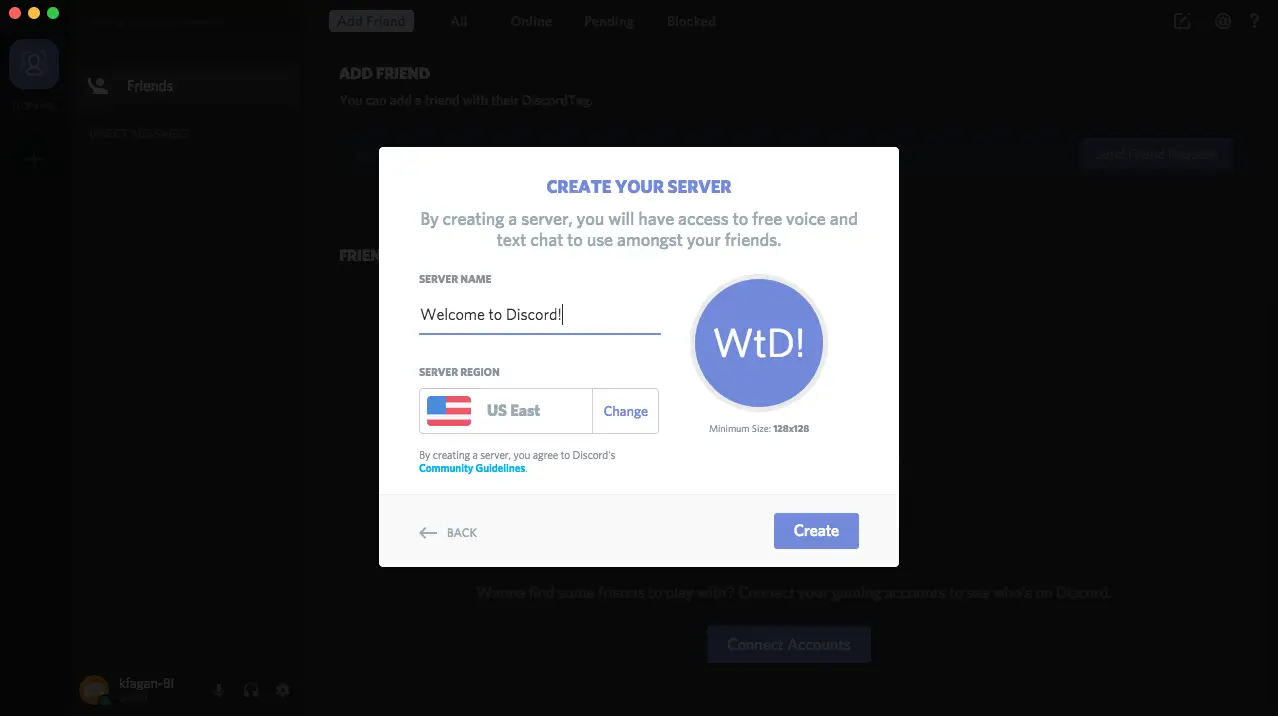 Add Friend All Online Pending Blocked
ADD FRIEND
You can add a friend with their DiscordTag.
Friends
DIRECT MESSAGES
Send Friend Request
CREATE YOUR SERVER
By creating a server, you will have access to free voice and
text chat to use amongst your friends.
SERVER NAME
Welcome to Discord!
WtD!
SERVER REGION
US East
Change
Minimum Size: 128x128
By creating a server, you agree to Discord's
Community Guidelines.
BACK
Create
Wanna find some friends to play with? Connect your gaming accounts to see who's on Discord.
Connect Accounts
kfagan-BI